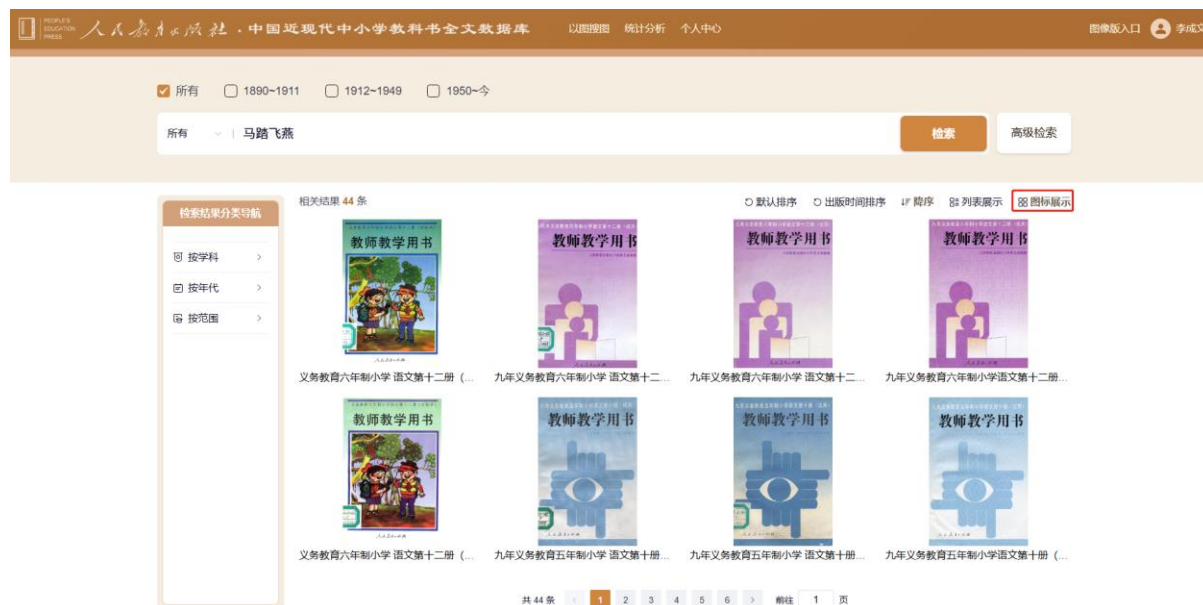 PEOPLE'S EDUCATION PRESS 人民教育出版社·中国近现代中小学教科书全文数据库 以图搜图 统计分析 个人中心 图像版入口 李成文
所有 1890~1911 1912~1949 1950~今
所有 马踏飞燕 检索 高级检索
相关结果 44 条 默认排序 出版时间排序 降序 列表展示 图标展示
检索结果分类导航
按学科
按年代
按范围
教师教学用书
教师教学用书
教师教学用书
教师教学用书
义务教育六年制小学 语文第十二册（...
九年义务教育六年制小学 语文第十二...
九年义务教育六年制小学 语文第十二...
九年义务教育六年制小学语文第十二册...
教师教学用书
教师教学用书
教师教学用书
教师教学用书
义务教育六年制小学 语文第十二册（...
九年义务教育五年制小学 语文第十册...
九年义务教育五年制小学 语文第十册...
九年义务教育五年制小学语文第十册（...
共 44 条 1 2 3 4 5 6 前往 1 页